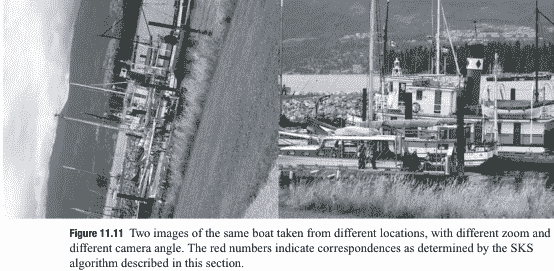 Figure 11.11 Two images of the same boat taken from different locations, with different zoom and
different camera angle. The red numbers indicate correspondences as determined by the SKS
algorithm described in this section.